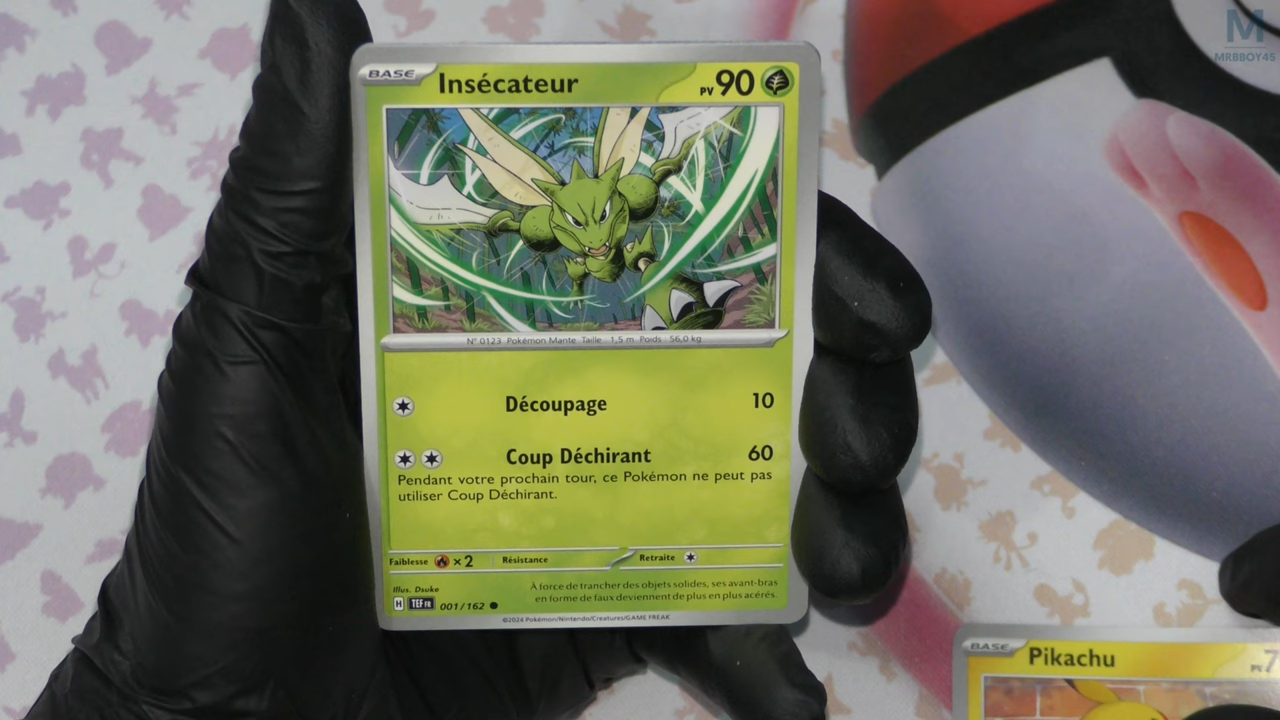 M
MRBBOY45
BASE Insécateur PV 90
N° 0123 Pokémon Mante Taille : 1,5 m Poids : 56,0 kg
Découpage 10
Coup Déchirant 60
Pendant votre prochain tour, ce Pokémon ne peut pas
utiliser Coup Déchirant.
Faiblesse ×2 Résistance Retraite
Illus. Dsuke
À force de trancher des objets solides, ses avant-bras
en forme de faux deviennent de plus en plus acérés.
H TEF FR 001/162
©2024 Pokémon/Nintendo/Creatures/GAME FREAK
BASE Pikachu PV 7